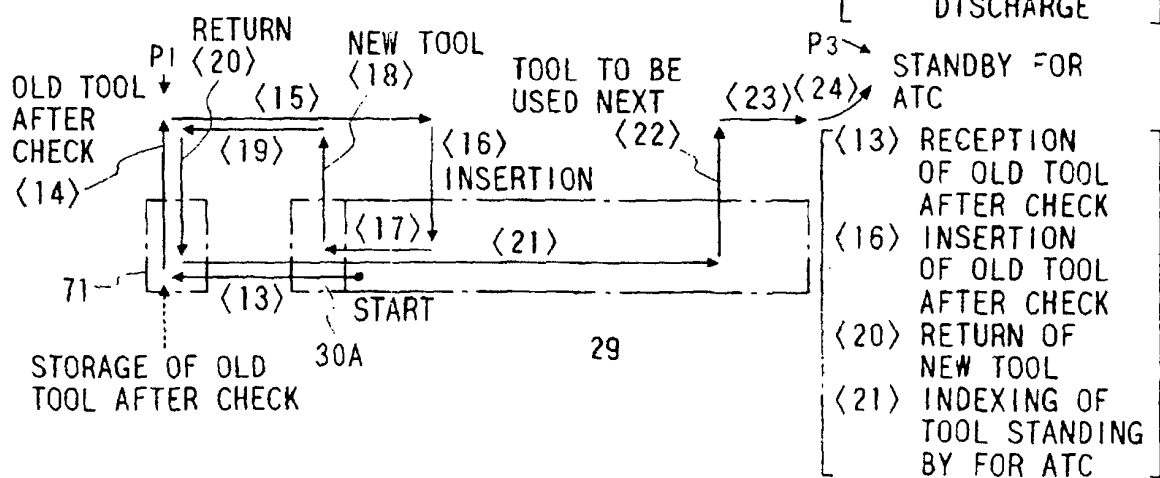 DISCHARGE
RETURN
P1 ⟨20⟩
NEW TOOL
⟨18⟩
P3
OLD TOOL
AFTER
CHECK
⟨14⟩
⟨15⟩
⟨19⟩
⟨16⟩
INSERTION
TOOL TO BE
USED NEXT
⟨22⟩
⟨23⟩ ⟨24⟩
STANDBY FOR
ATC
⟨17⟩
⟨21⟩
71
⟨13⟩
START
30A
29
STORAGE OF OLD
TOOL AFTER CHECK
⟨13⟩ RECEPTION
OF OLD TOOL
AFTER CHECK
⟨16⟩ INSERTION
OF OLD TOOL
AFTER CHECK
⟨20⟩ RETURN OF
NEW TOOL
⟨21⟩ INDEXING OF
TOOL STANDING
BY FOR ATC